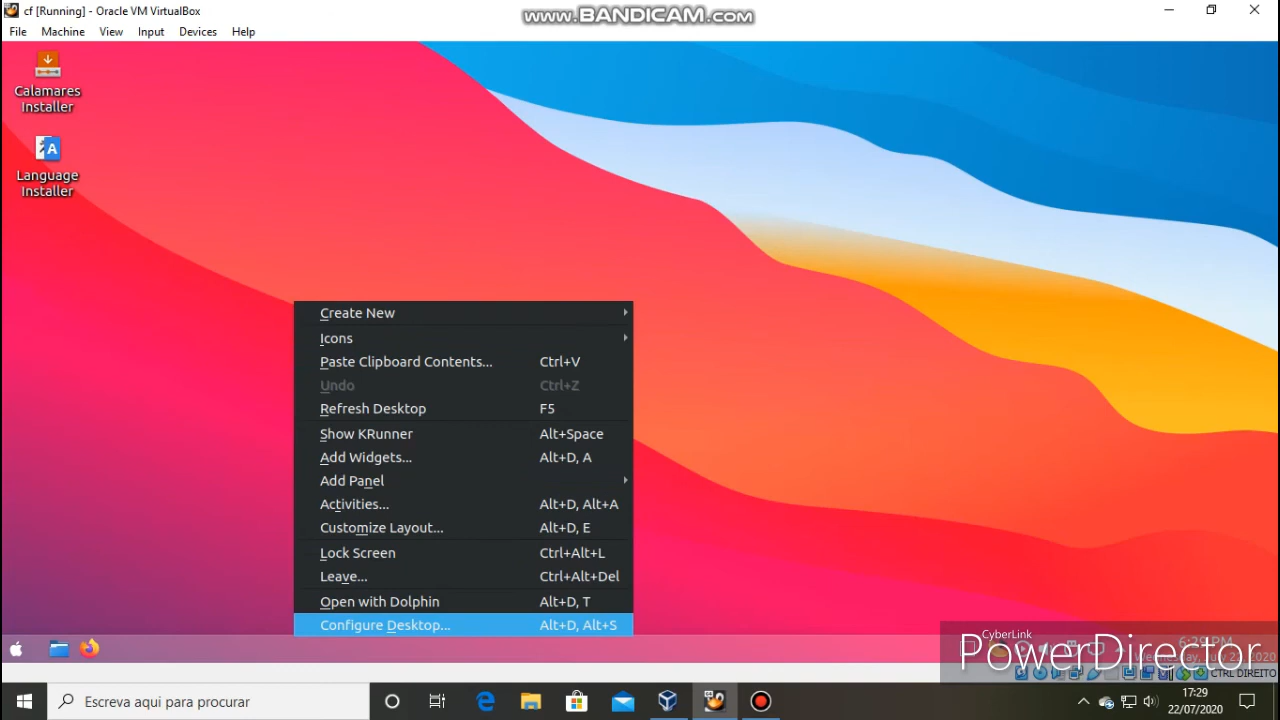 cf [Running] - Oracle VM VirtualBox
www.BANDICAM.com
File Machine View Input Devices Help
Calamares
Installer
Language
Installer
Create New
Icons
Paste Clipboard Contents... Ctrl+V
Undo Ctrl+Z
Refresh Desktop F5
Show KRunner Alt+Space
Add Widgets... Alt+D, A
Add Panel
Activities... Alt+D, Alt+A
Customize Layout... Alt+D, E
Lock Screen Ctrl+Alt+L
Leave... Ctrl+Alt+Del
Open with Dolphin Alt+D, T
Configure Desktop... Alt+D, Alt+S
CyberLink
PowerDirector
6:29 PM
CTRL DIREITO
Escreva aqui para procurar
17:29
22/07/2020